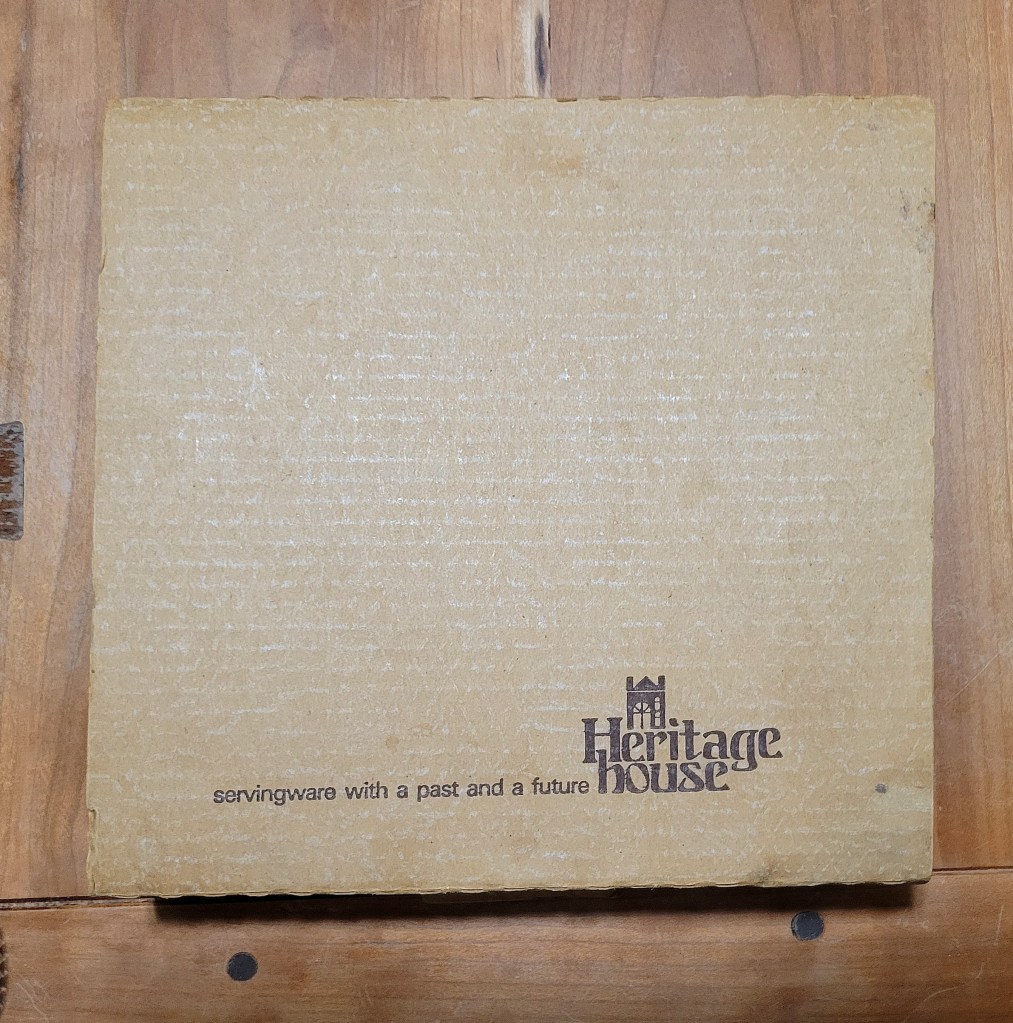 Heritage
servingware with a past and a future house